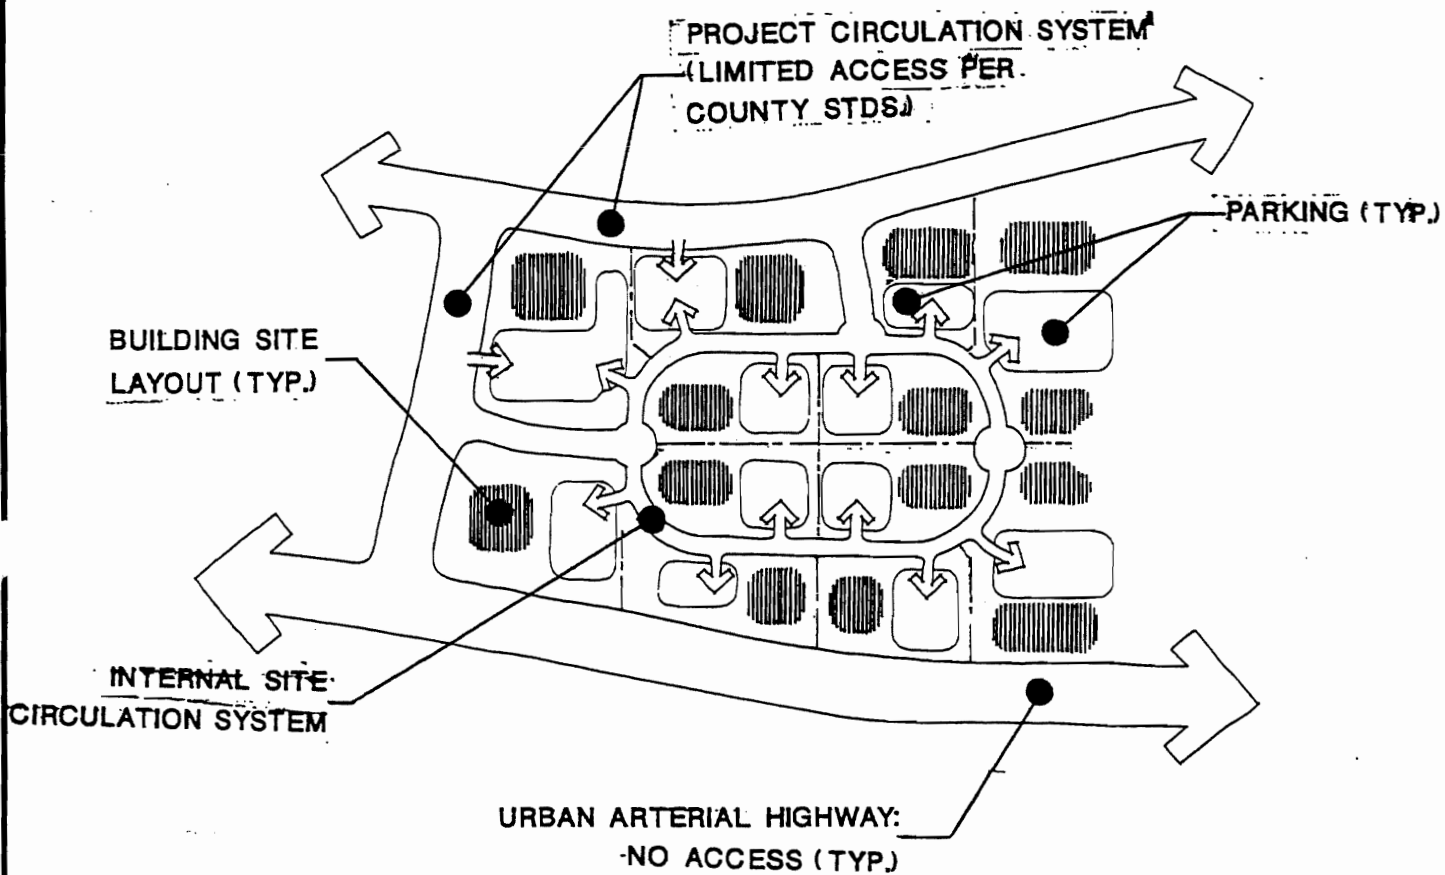 PROJECT CIRCULATION SYSTEM
(LIMITED ACCESS PER
COUNTY STDS.)
PARKING (TYP.)
BUILDING SITE
LAYOUT (TYP.)
INTERNAL SITE
CIRCULATION SYSTEM
URBAN ARTERIAL HIGHWAY:
-NO ACCESS (TYP.)